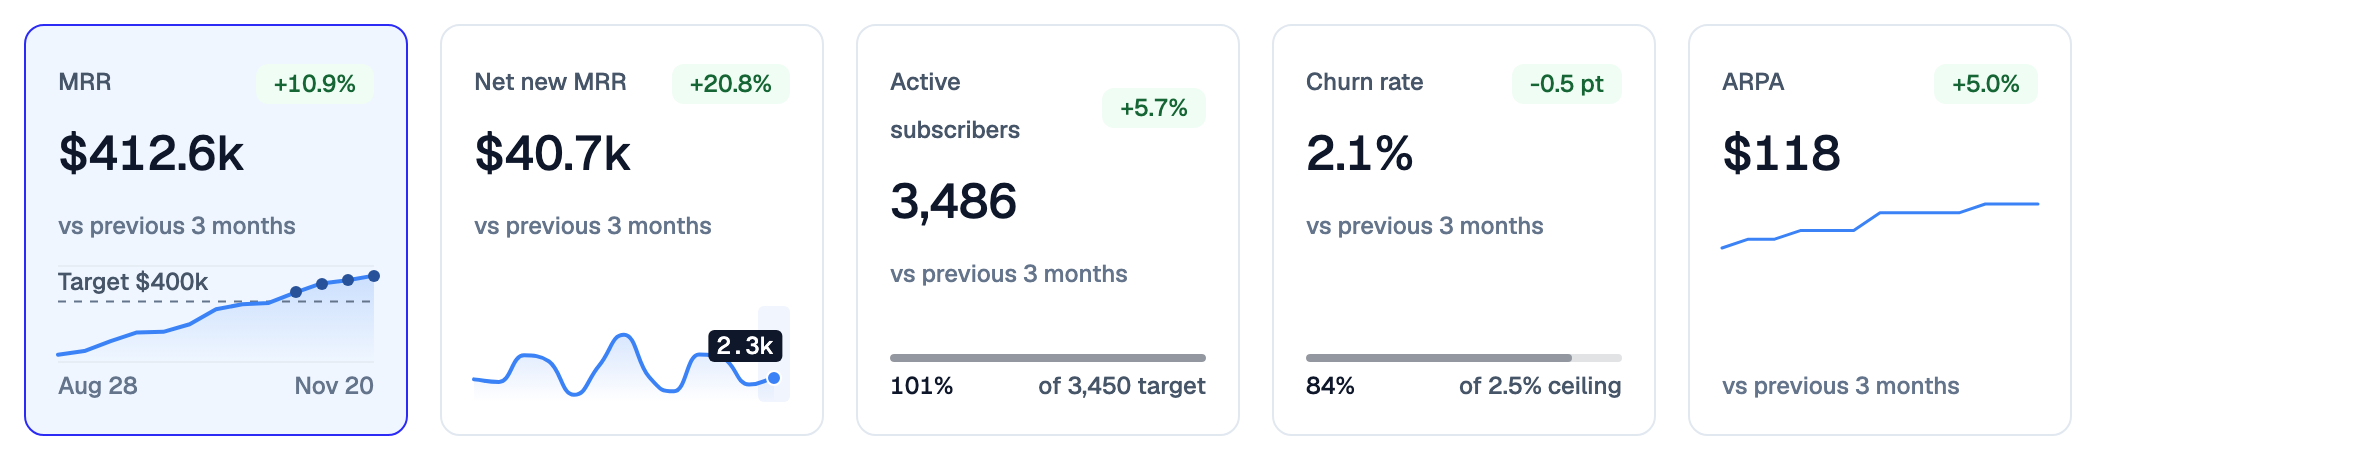 MRR
+10.9%
$412.6k
vs previous 3 months
Target $400k
Aug 28
Nov 20
Net new MRR
+20.8%
$40.7k
vs previous 3 months
2.3k
Active
subscribers
+5.7%
3,486
vs previous 3 months
101%
of 3,450 target
Churn rate
-0.5 pt
2.1%
vs previous 3 months
84%
of 2.5% ceiling
ARPA
+5.0%
$118
vs previous 3 months